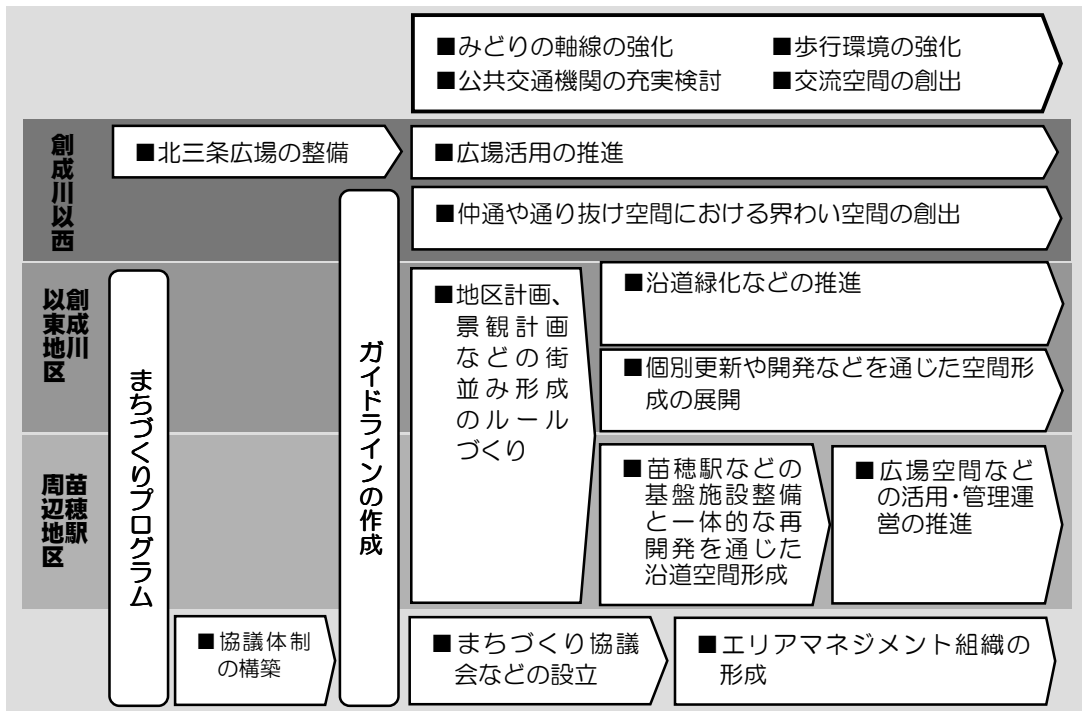 ■みどりの軸線の強化 ■歩行環境の強化
■公共交通機関の充実検討 ■交流空間の創出
創成川以西
■北三条広場の整備
■広場活用の推進
■仲通や通り抜け空間における界わい空間の創出
創成川
以東地区
まちづくりプログラム
ガイドラインの作成
■地区計画、
景観計画
などの街
並み形成
のルール
づくり
■沿道緑化などの推進
■個別更新や開発などを通じた空間形
成の展開
苗穂駅
周辺地区
■苗穂駅などの
基盤施設整備
と一体的な再
開発を通じた
沿道空間形成
■広場空間など
の活用・管理運
営の推進
■協議体制
の構築
■まちづくり協議
会などの設立
■エリアマネジメント組織の
形成